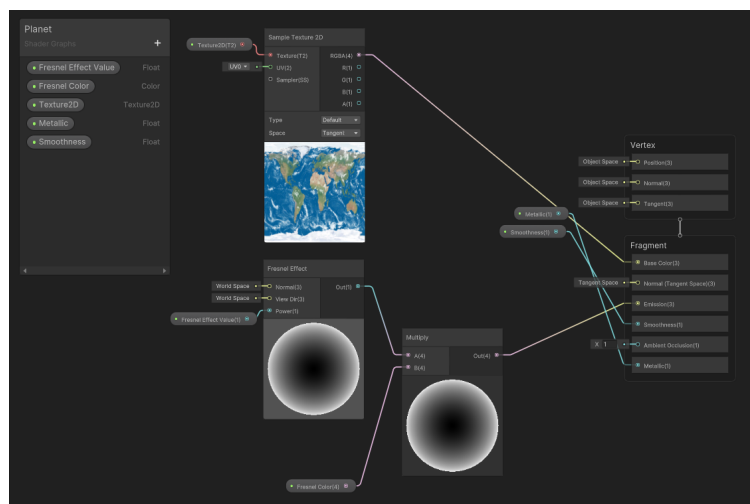 Planet
Shader Graphs
+
Fresnel Effect Value Float
Fresnel Color Color
Texture2D Texture2D
Metallic Float
Smoothness Float
Sample Texture 2D
Texture2D(T2)
Texture(T2) RGBA(4)
UV0 UV(2) R(1)
Sampler(SS) G(1)
B(1)
A(1)
Type Default
Space Tangent
Vertex
Object Space Position(3)
Object Space Normal(3)
Object Space Tangent(3)
Metallic(1)
Smoothness(1)
Fragment
Base Color(3)
Tangent Space Normal (Tangent Space)(3)
Emission(3)
Smoothness(1)
X 1 Ambient Occlusion(1)
Metallic(1)
Fresnel Effect
World Space Normal(3) Out(1)
World Space View Dir(3)
Fresnel Effect Value(1) Power(1)
Multiply
A(4) Out(4)
B(4)
Fresnel Color(4)